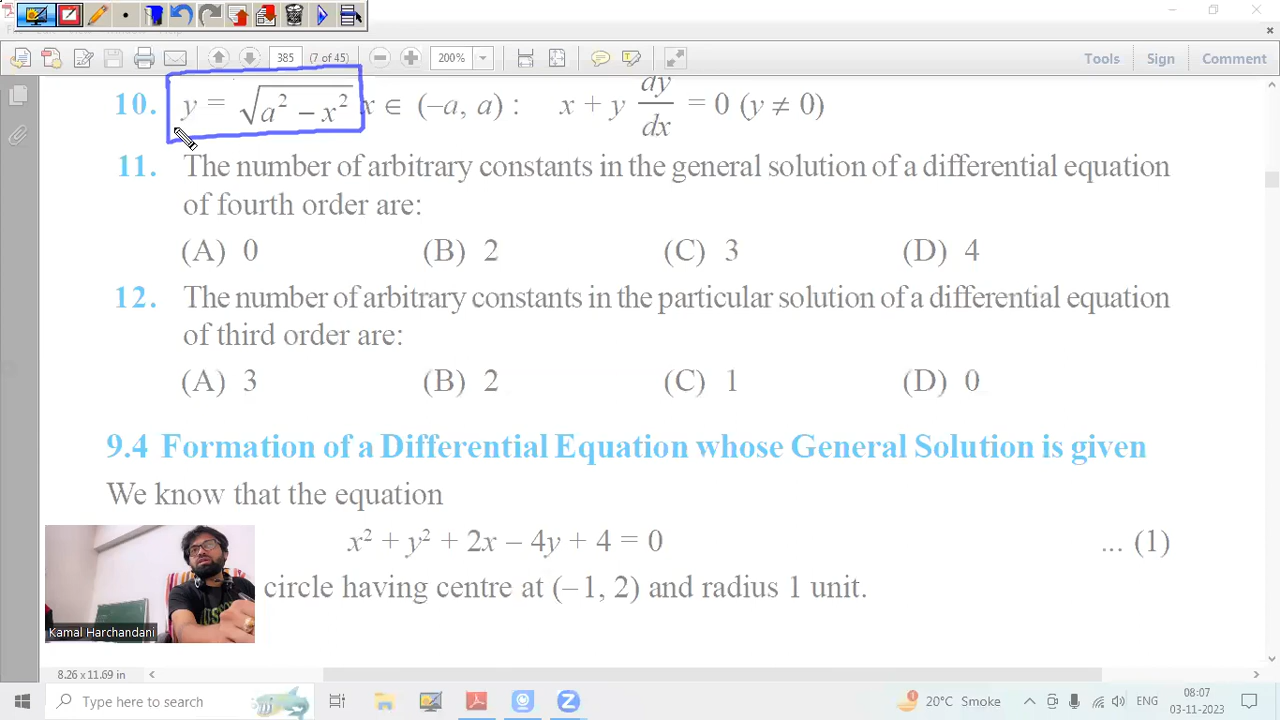 385
(7 of 45)
200%
Tools
Sign
Comment
10. y = √a² – x² x ∈ (–a, a) : x + y dy/dx = 0 (y ≠ 0)
11. The number of arbitrary constants in the general solution of a differential equation
of fourth order are:
(A) 0 (B) 2 (C) 3 (D) 4
12. The number of arbitrary constants in the particular solution of a differential equation
of third order are:
(A) 3 (B) 2 (C) 1 (D) 0
9.4 Formation of a Differential Equation whose General Solution is given
We know that the equation
x² + y² + 2x – 4y + 4 = 0 ... (1)
circle having centre at (–1, 2) and radius 1 unit.
Kamal Harchandani
8.26 x 11.69 in
Type here to search
20°C Smoke
ENG
08:07
03-11-2023